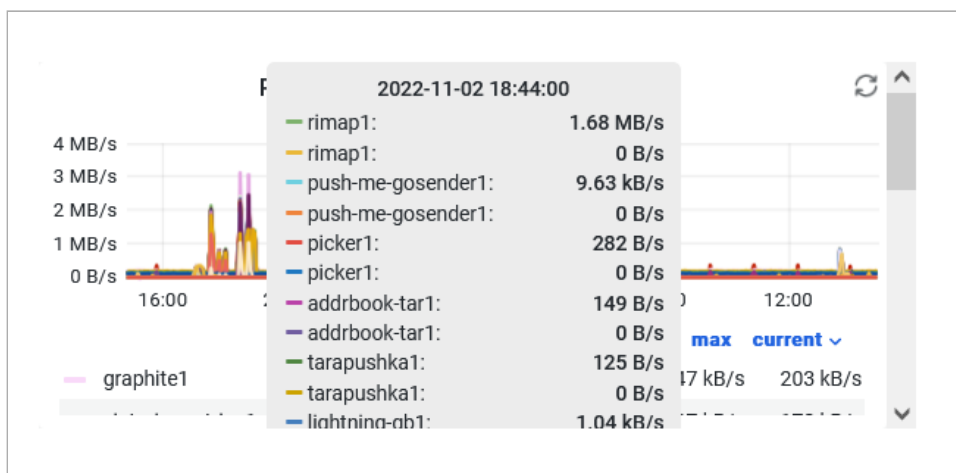 2022-11-02 18:44:00
rimap1: 1.68 MB/s
rimap1: 0 B/s
push-me-gosender1: 9.63 kB/s
push-me-gosender1: 0 B/s
picker1: 282 B/s
picker1: 0 B/s
addrbook-tar1: 149 B/s
addrbook-tar1: 0 B/s
tarapushka1: 125 B/s
tarapushka1: 0 B/s
lightning-gb1: 1.04 kB/s
4 MB/s
3 MB/s
2 MB/s
1 MB/s
0 B/s
16:00 12:00
max current
graphite1 47 kB/s 203 kB/s